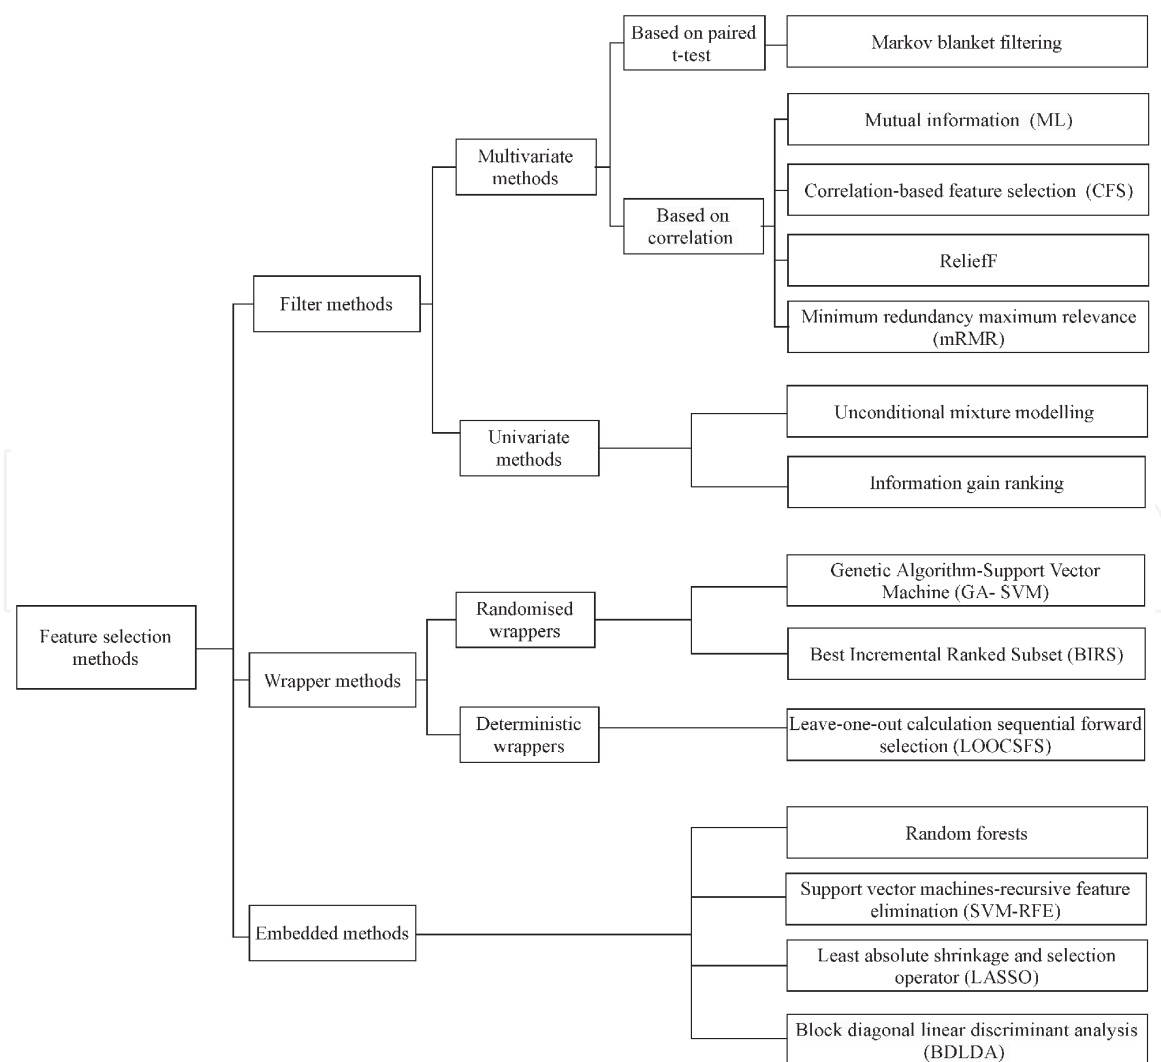 Based on paired
t-test
Markov blanket filtering
Mutual information (ML)
Multivariate
methods
Correlation-based feature selection (CFS)
Based on
correlation
ReliefF
Filter methods
Minimum redundancy maximum relevance
(mRMR)
Unconditional mixture modelling
Univariate
methods
Information gain ranking
Genetic Algorithm-Support Vector
Machine (GA- SVM)
Randomised
wrappers
Feature selection
methods
Best Incremental Ranked Subset (BIRS)
Wrapper methods
Deterministic
wrappers
Leave-one-out calculation sequential forward
selection (LOOCSFS)
Random forests
Support vector machines-recursive feature
elimination (SVM-RFE)
Embedded methods
Least absolute shrinkage and selection
operator (LASSO)
Block diagonal linear discriminant analysis
(BDLDA)